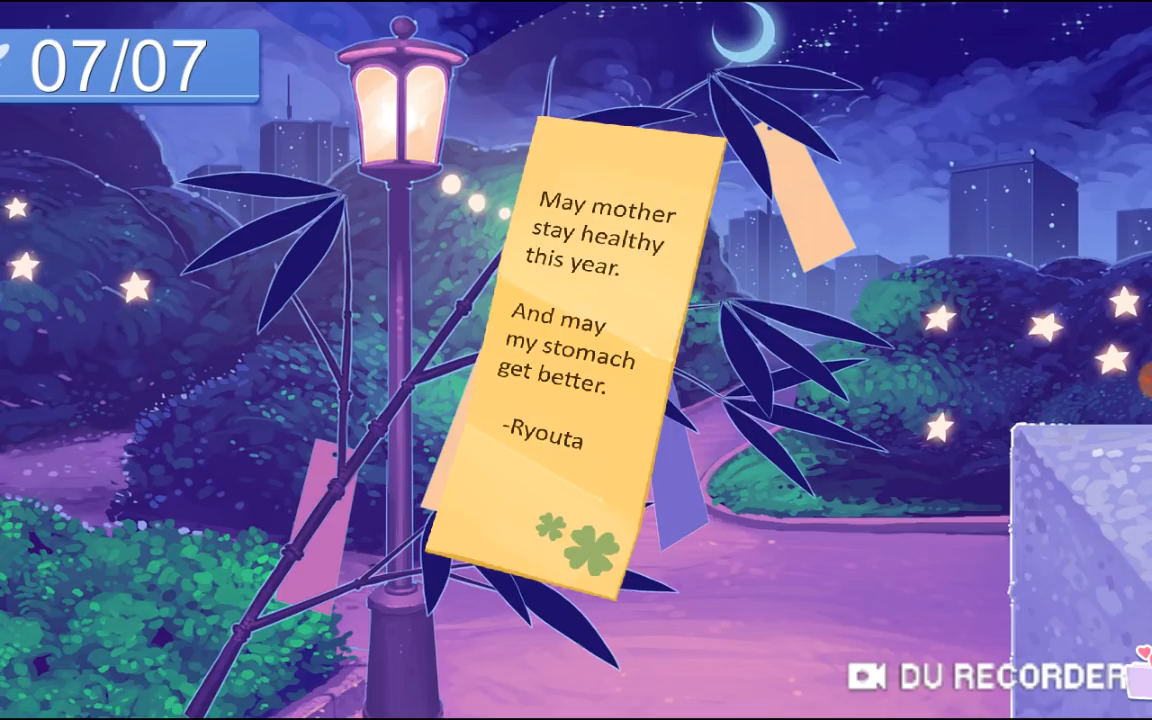 07/07
May mother
stay healthy
this year.
And may
my stomach
get better.
-Ryouta
DU RECORDER